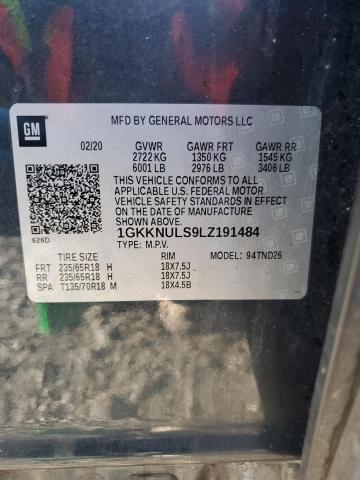 GM
MFD BY GENERAL MOTORS LLC
02/20 GVWR GAWR FRT GAWR RR
2722 KG 1350 KG 1545 KG
6001 LB 2976 LB 3406 LB
THIS VEHICLE CONFORMS TO ALL
APPLICABLE U.S. FEDERAL MOTOR
VEHICLE SAFETY STANDARDS IN EFFECT
ON THE DATE OF MANUFACTURE
SHOWN ABOVE.
626D
1GKKNULS9LZ191484
TYPE: M.P.V. MODEL: 94TND26
TIRE SIZE RIM
FRT 235/65R18 H 18X7.5J
RR 235/65R18 H 18X7.5J
SPA T135/70R18 M 18X4.5B